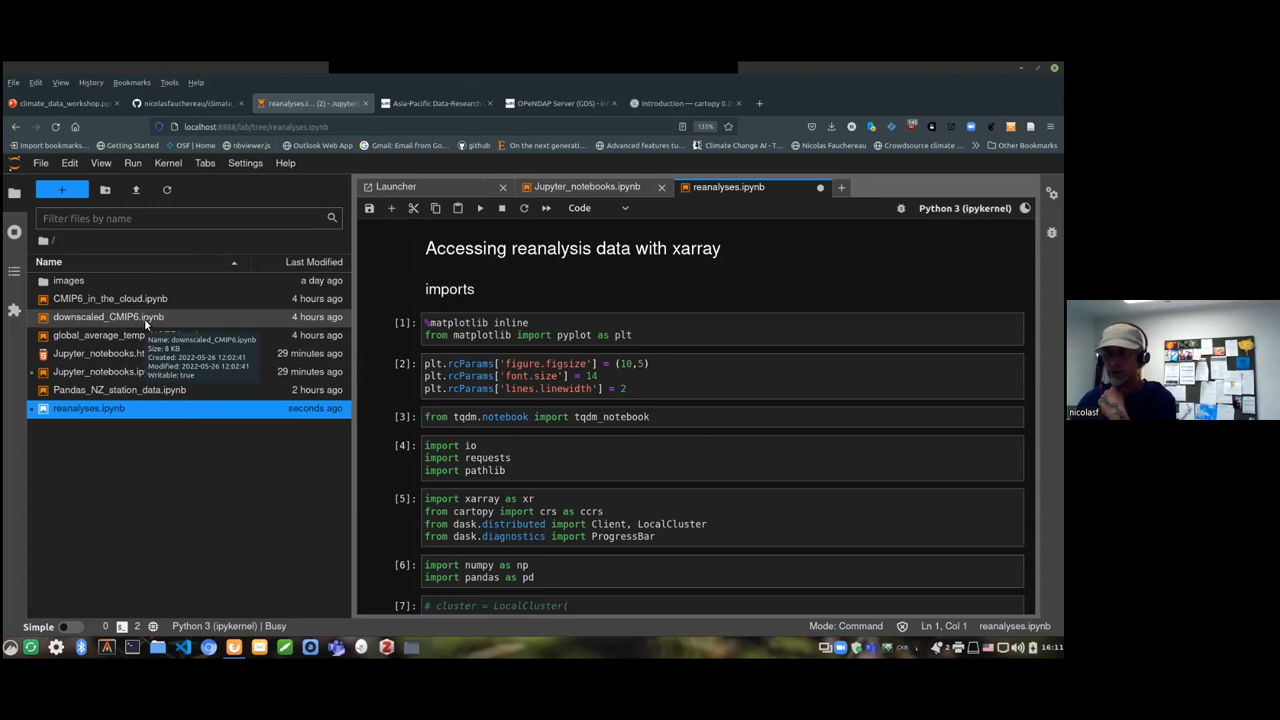 File Edit View History Bookmarks Tools Help
climate_data_workshop.pp
nicolasfauchereau/climate_
reanalyses.i... (2) - Jupyter
Asia-Pacific Data-Research
OPeNDAP Server (GDS) - in
Introduction — cartopy 0.2
localhost:8888/lab/tree/reanalyses.ipynb
133%
145
Import bookmarks...
Getting Started
OSF | Home
nbviewer.js
Outlook Web App
Gmail: Email from Go...
github
On the next generati...
Advanced features tu...
Climate Change AI - T...
Nicolas Fauchereau
Crowdsource climate ...
Other Bookmarks
File Edit View Run Kernel Tabs Settings Help
Filter files by name
/
Name Last Modified
images a day ago
CMIP6_in_the_cloud.ipynb 4 hours ago
downscaled_CMIP6.ipynb 4 hours ago
global_average_temp 4 hours ago
Jupyter_notebooks.ht 29 minutes ago
Jupyter_notebooks.ip 29 minutes ago
Pandas_NZ_station_data.ipynb 2 hours ago
reanalyses.ipynb seconds ago
Name: downscaled_CMIP6.ipynb
Size: 8 KB
Created: 2022-05-26 12:02:41
Modified: 2022-05-26 12:02:41
Writable: true
Launcher
Jupyter_notebooks.ipynb
reanalyses.ipynb
Code
Python 3 (ipykernel)
Accessing reanalysis data with xarray
imports
[1]: %matplotlib inline
from matplotlib import pyplot as plt
[2]: plt.rcParams['figure.figsize'] = (10,5)
plt.rcParams['font.size'] = 14
plt.rcParams['lines.linewidth'] = 2
[3]: from tqdm.notebook import tqdm_notebook
[4]: import io
import requests
import pathlib
[5]: import xarray as xr
from cartopy import crs as ccrs
from dask.distributed import Client, LocalCluster
from dask.diagnostics import ProgressBar
[6]: import numpy as np
import pandas as pd
[7]: # cluster = LocalCluster(
Simple 0 2 Python 3 (ipykernel) | Busy
Mode: Command Ln 1, Col 1 reanalyses.ipynb
CKB 2 16:11
nicolasf